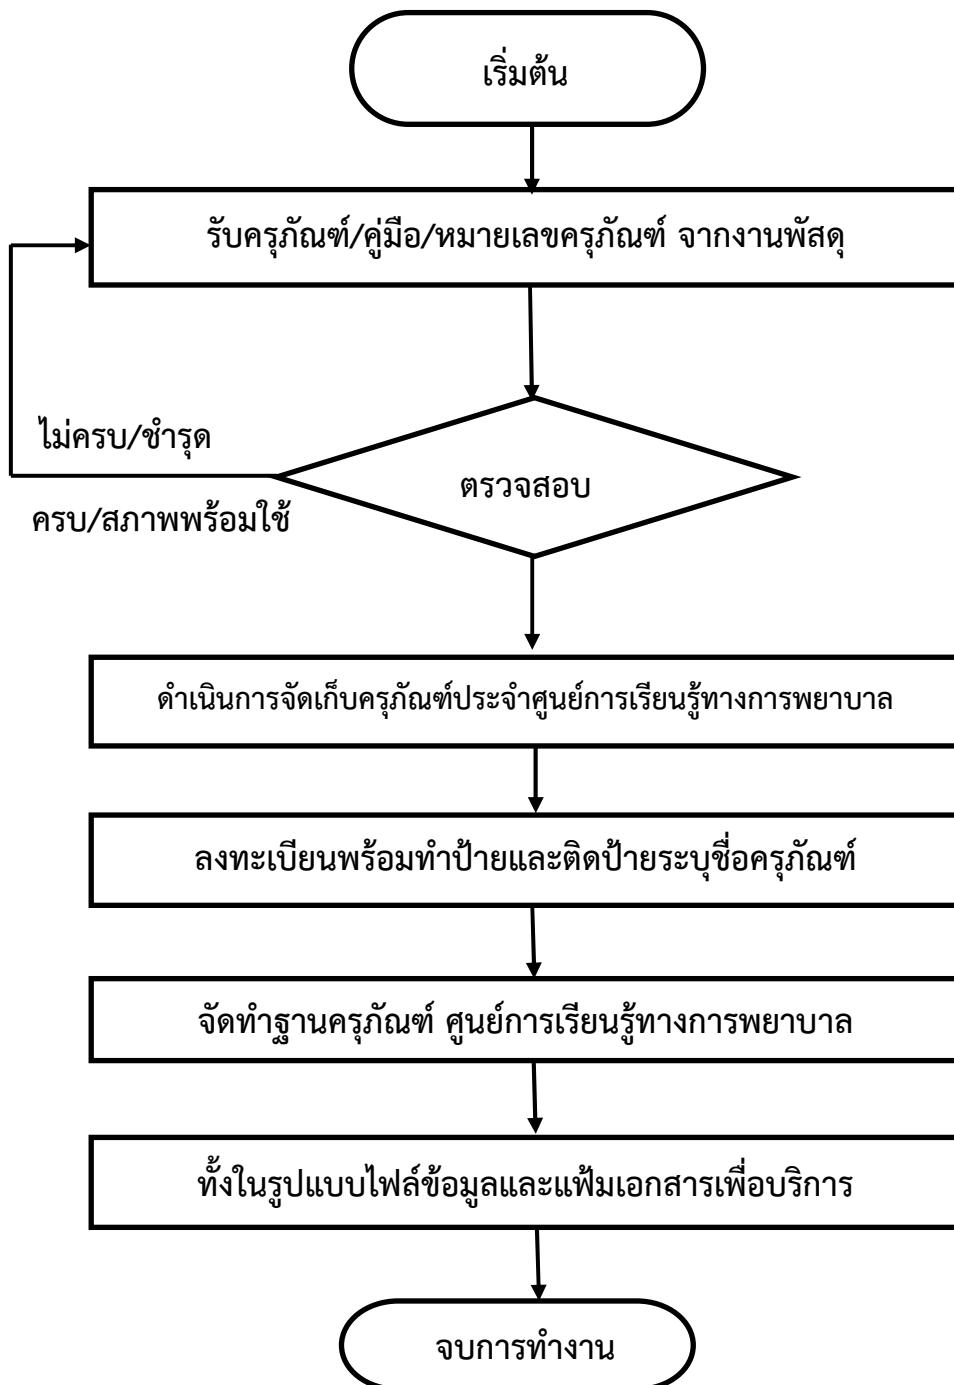 เริ่มต้น
รับครุภัณฑ์/คู่มือ/หมายเลขครุภัณฑ์ จากงานพัสดุ
ไม่ครบ/ชำรุด
ตรวจสอบ
ครบ/สภาพพร้อมใช้
ดำเนินการจัดเก็บครุภัณฑ์ประจำศูนย์การเรียนรู้ทางการพยาบาล
ลงทะเบียนพร้อมทำป้ายและติดป้ายระบุชื่อครุภัณฑ์
จัดทำฐานครุภัณฑ์ ศูนย์การเรียนรู้ทางการพยาบาล
ทั้งในรูปแบบไฟล์ข้อมูลและแฟ้มเอกสารเพื่อบริการ
จบการทำงาน